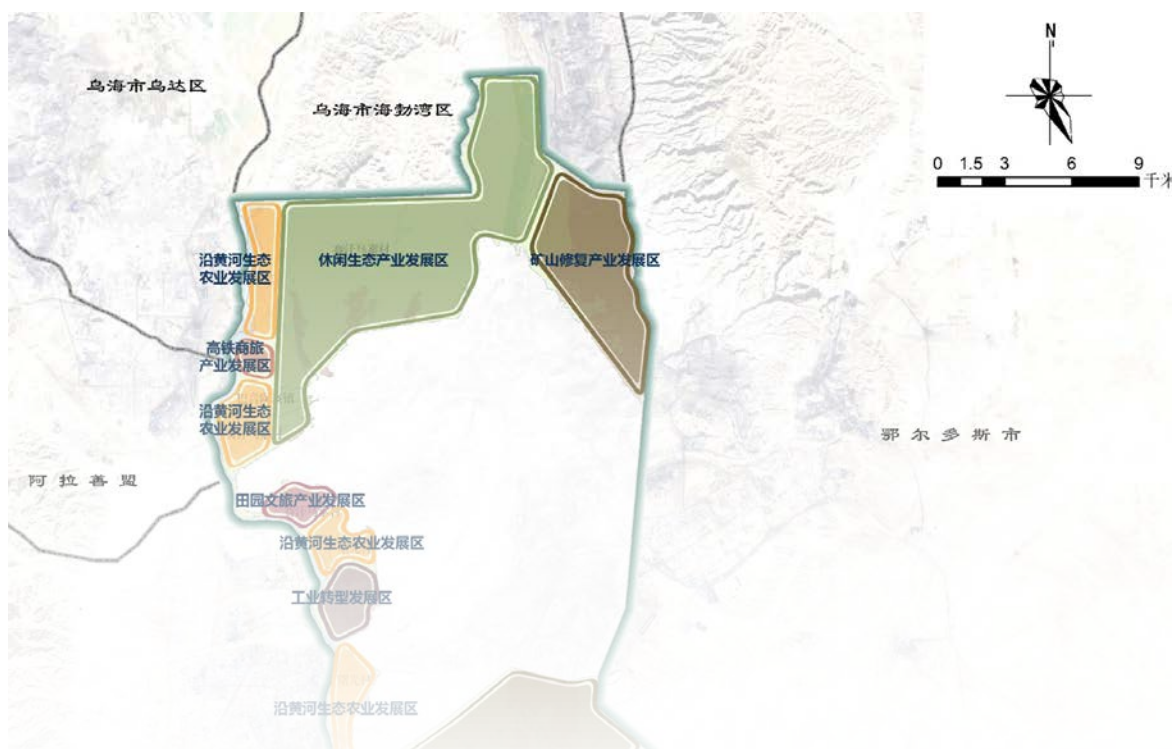 N
0 1.5 3 6 9
千米
乌海市乌达区
乌海市海勃湾区
沿黄河生态
农业发展区
休闲生态产业发展区
矿山修复产业发展区
高铁商旅
产业发展区
沿黄河生态
农业发展区
鄂尔多斯市
阿拉善盟
田园文旅产业发展区
沿黄河生态农业发展区
工业转型发展区
沿黄河生态农业发展区